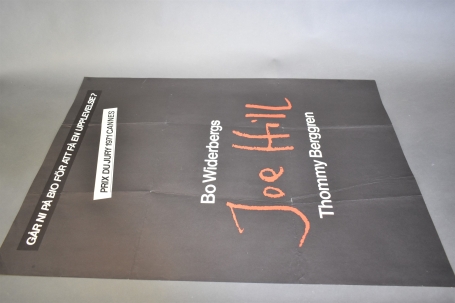 GÅR NI PÅ BIO FÖR ATT FÅ EN UPPLEVELSE?
PRIX DU JURY 1971 CANNES
Bo Widerbergs
Joe Hill
Thommy Berggren